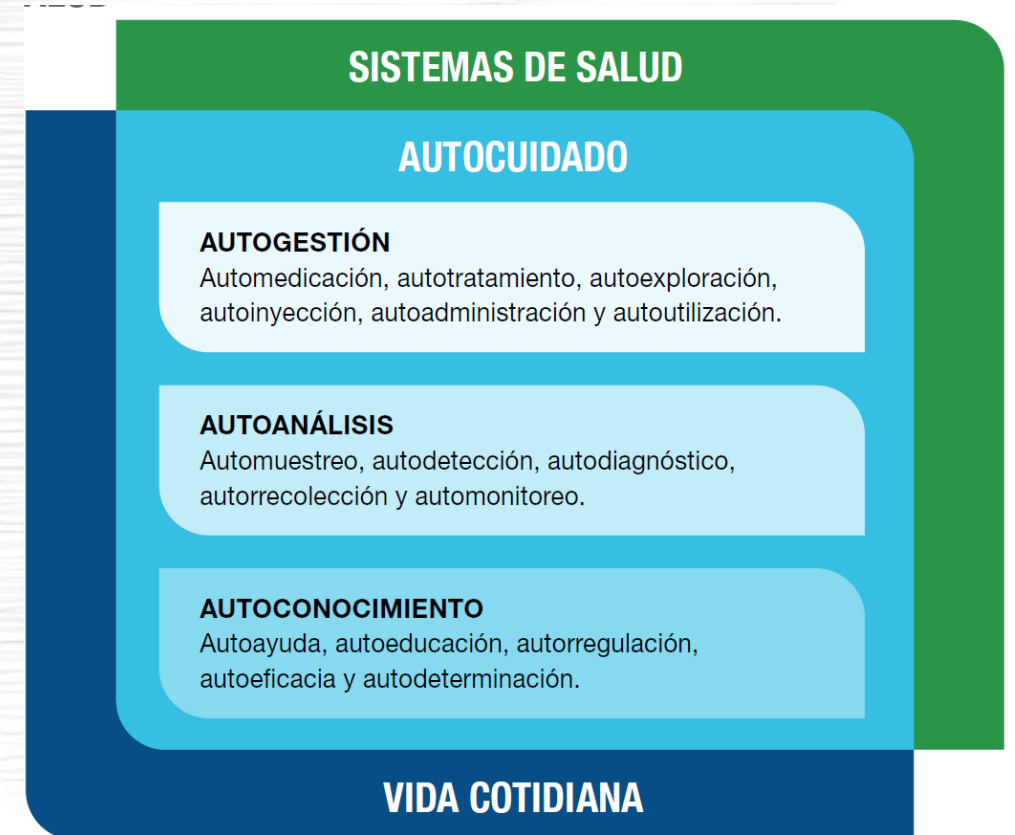 SISTEMAS DE SALUD
AUTOCUIDADO
AUTOGESTIÓN
Automedicación, autotratamiento, autoexploración,
autoinyección, autoadministración y autoutilización.
AUTOANÁLISIS
Automuestreo, autodetección, autodiagnóstico,
autorrecolección y automonitoreo.
AUTOCONOCIMIENTO
Autoayuda, autoeducación, autorregulación,
autoeficacia y autodeterminación.
VIDA COTIDIANA